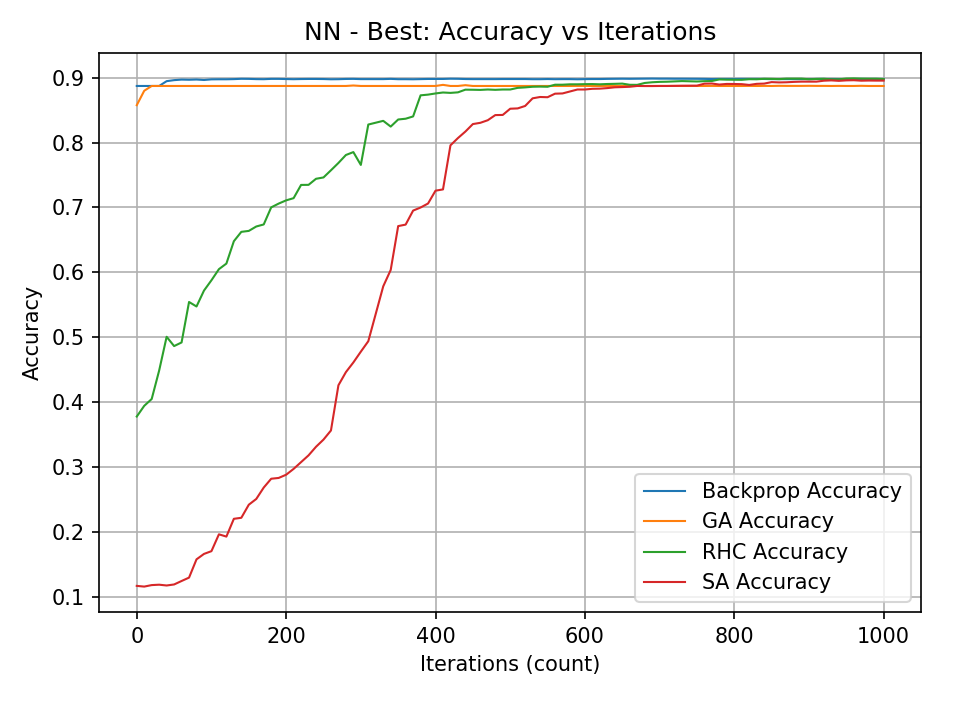 NN - Best: Accuracy vs Iterations
Accuracy
0.9
0.8
0.7
0.6
0.5
0.4
0.3
0.2
0.1
Backprop Accuracy
GA Accuracy
RHC Accuracy
SA Accuracy
0 200 400 600 800 1000
Iterations (count)